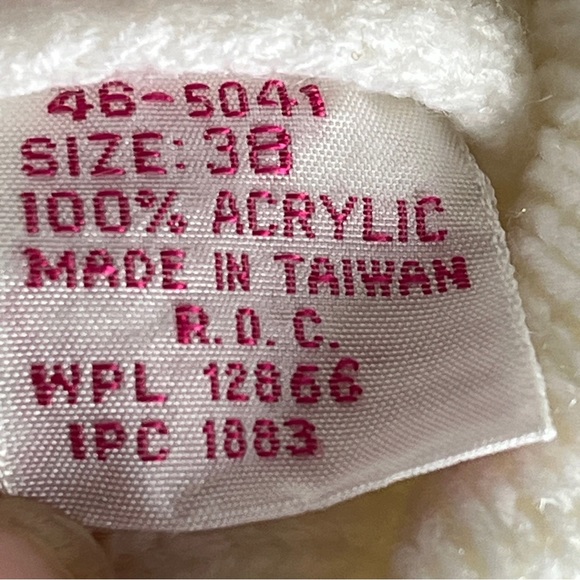 46-5041
SIZE: 38
100% ACRYLIC
MADE IN TAIWAN
R.O.C.
WPL 12866
IPC 1883